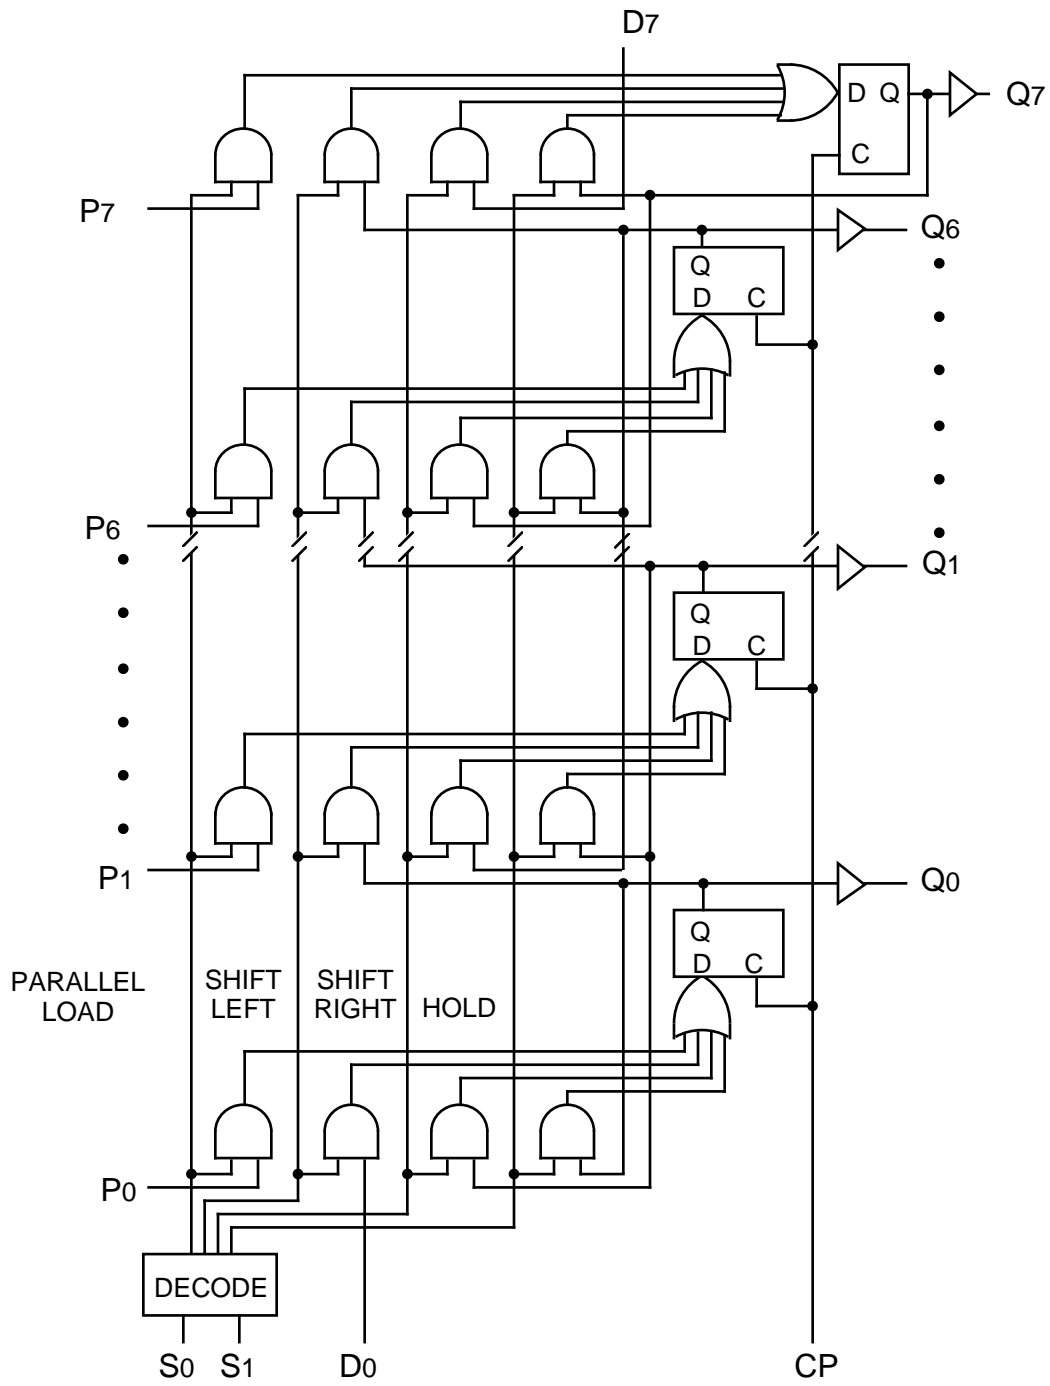 D7
D Q
Q7
C
P7
Q6
Q
D C
P6
Q1
Q
D C
P1
Q0
Q
D C
PARALLEL
LOAD
SHIFT
LEFT
SHIFT
RIGHT
HOLD
P0
DECODE
S0 S1 D0 CP